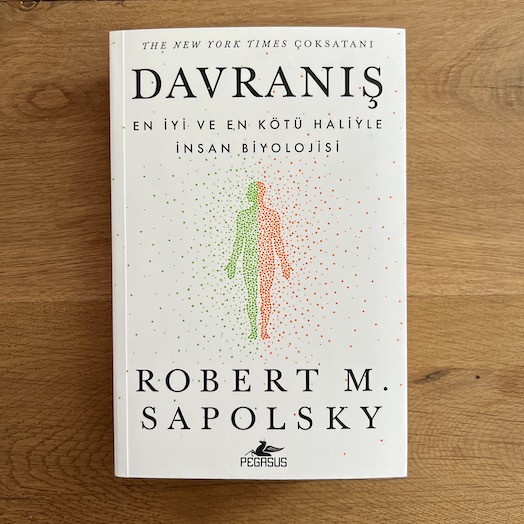 THE NEW YORK TIMES ÇOKSATANI
DAVRANIŞ
EN İYİ VE EN KÖTÜ HALİYLE
İNSAN BİYOLOJİSİ
ROBERT M.
SAPOLSKY
PEGASUS